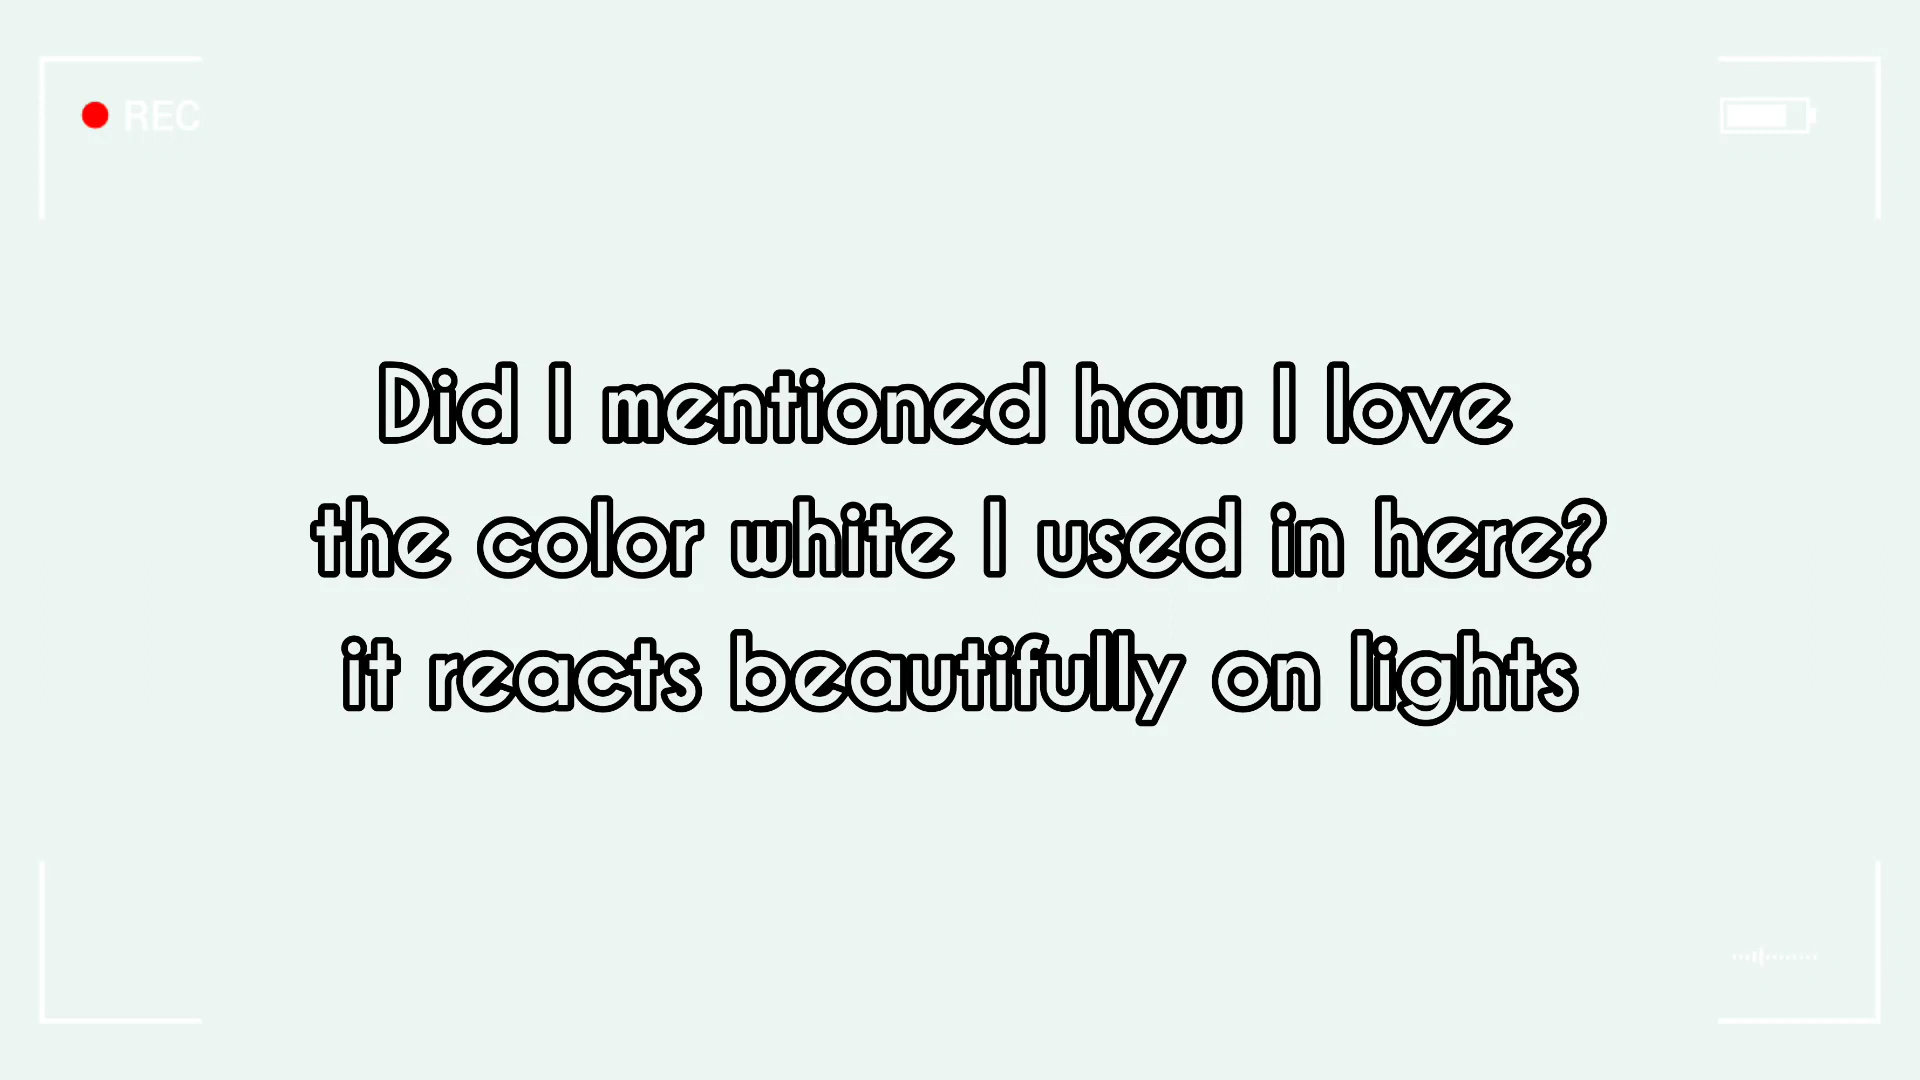 REC
Did I mentioned how I love
the color white I used in here?
it reacts beautifully on lights